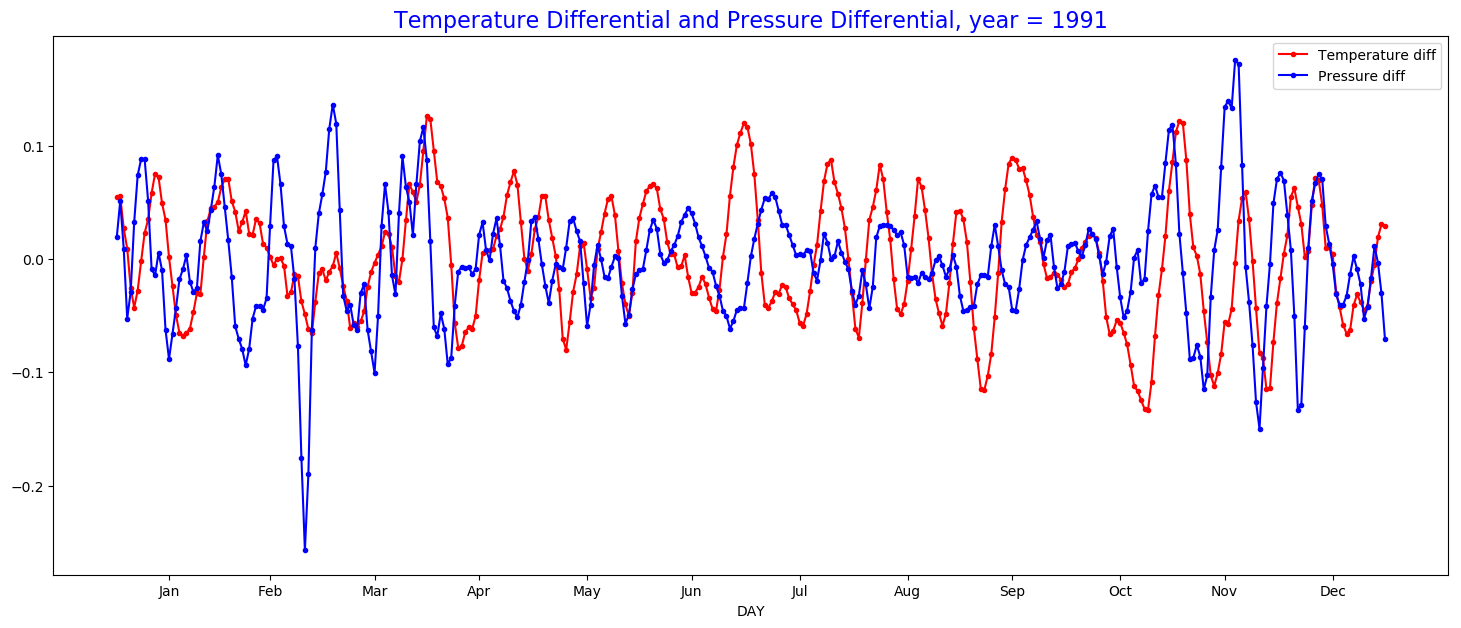 Temperature Differential and Pressure Differential, year = 1991
Temperature diff
Pressure diff
0.1
0.0
−0.1
−0.2
Jan Feb Mar Apr May Jun Jul Aug Sep Oct Nov Dec
DAY